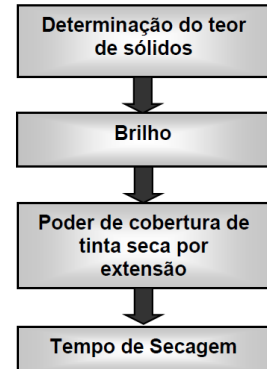 Determinação do teor
de sólidos
Brilho
Poder de cobertura de
tinta seca por
extensão
Tempo de Secagem